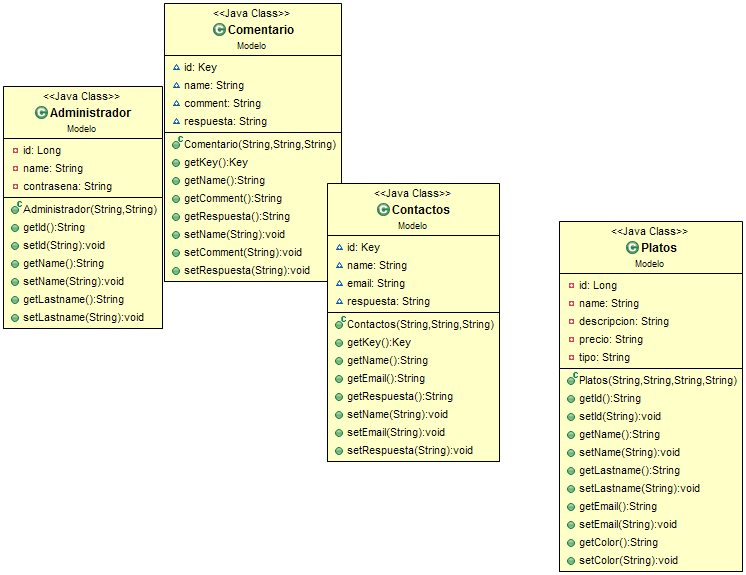 <<Java Class>>
Administrador
Modelo
id: Long
name: String
contrasena: String
Administrador(String,String)
getId():String
setId(String):void
getName():String
setName(String):void
getLastname():String
setLastname(String):void
<<Java Class>>
Comentario
Modelo
id: Key
name: String
comment: String
respuesta: String
Comentario(String,String,String)
getKey():Key
getName():String
getComment():String
getRespuesta():String
setName(String):void
setComment(String):void
setRespuesta(String):void
<<Java Class>>
Contactos
Modelo
id: Key
name: String
email: String
respuesta: String
Contactos(String,String,String)
getKey():Key
getName():String
getEmail():String
getRespuesta():String
setName(String):void
setEmail(String):void
setRespuesta(String):void
<<Java Class>>
Platos
Modelo
id: Long
name: String
descripcion: String
precio: String
tipo: String
Platos(String,String,String,String)
getId():String
setId(String):void
getName():String
setName(String):void
getLastname():String
setLastname(String):void
getEmail():String
setEmail(String):void
getColor():String
setColor(String):void